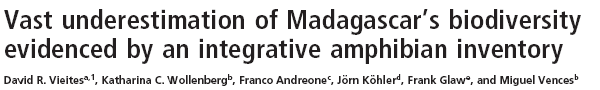 Vast underestimation of Madagascar's biodiversity
evidenced by an integrative amphibian inventory
David R. Vieitesa,1, Katharina C. Wollenbergb, Franco Andreonec, Jörn Köhlerd, Frank Glawe, and Miguel Vencesb